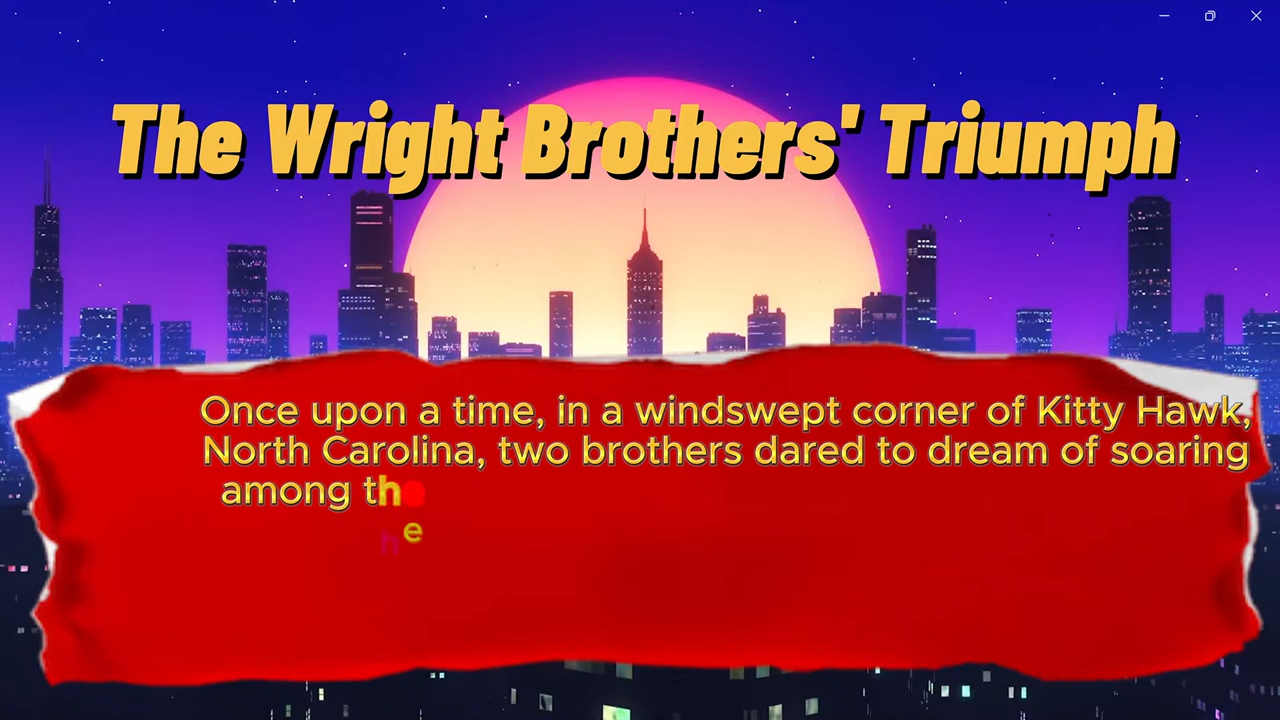 The Wright Brothers' Triumph
Once upon a time, in a windswept corner of Kitty Hawk,
North Carolina, two brothers dared to dream of soaring
among the